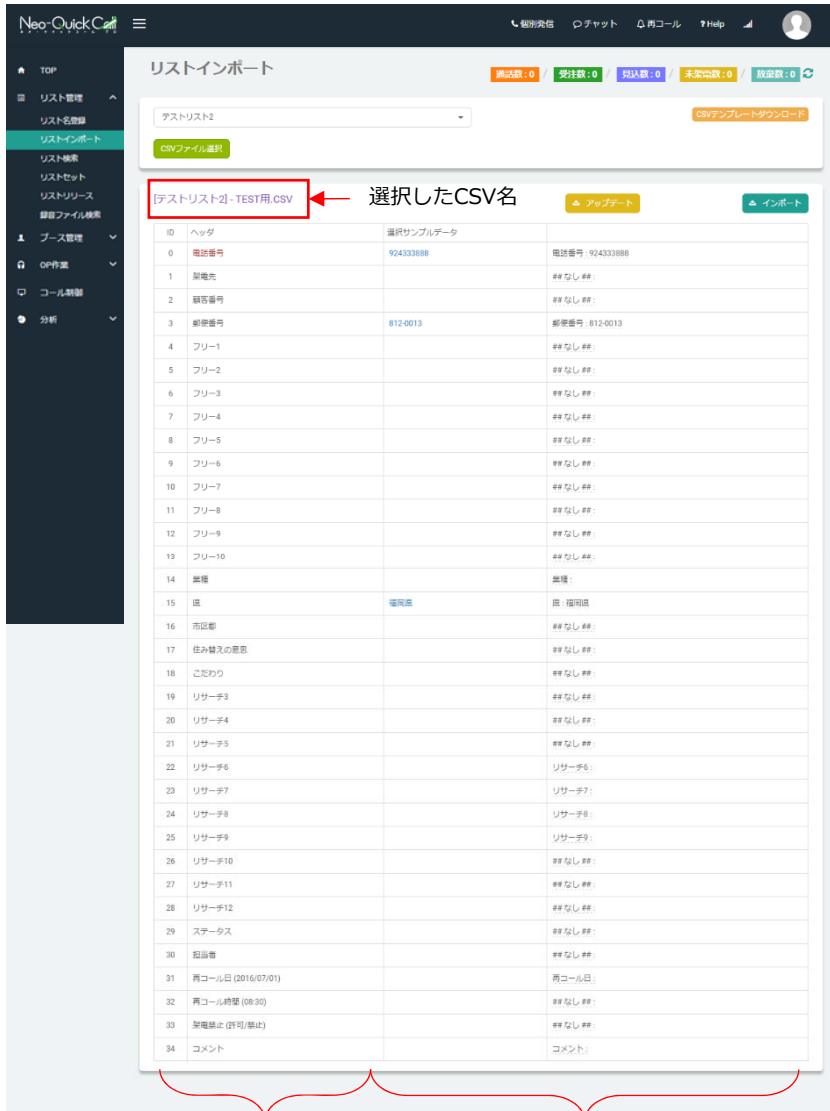 Neo-QuickCall
個別発信 チャット 再コール ?Help
TOP
リスト管理
リスト名登録
リストインポート
リスト検索
リストセット
リストリリース
録音ファイル検索
ブース管理
OP作業
コール制御
分析
リストインポート
通話数:0 / 受注数:0 / 見込数:0 / 未架電数:0 / 放棄数:0
テストリスト2
CSVテンプレートダウンロード
CSVファイル選択
[テストリスト2] - TEST用.CSV
選択したCSV名
アップデート
インポート
ID ヘッダ 選択サンプルデータ
0 電話番号 924333888 電話番号 : 924333888
1 架電先 ## なし ## :
2 顧客番号 ## なし ## :
3 郵便番号 812-0013 郵便番号 : 812-0013
4 フリー1 ## なし ## :
5 フリー2 ## なし ## :
6 フリー3 ## なし ## :
7 フリー4 ## なし ## :
8 フリー5 ## なし ## :
9 フリー6 ## なし ## :
10 フリー7 ## なし ## :
11 フリー8 ## なし ## :
12 フリー9 ## なし ## :
13 フリー10 ## なし ## :
14 業種 業種 :
15 県 福岡県 県 : 福岡県
16 市区郡 ## なし ## :
17 住み替えの意思 ## なし ## :
18 こだわり ## なし ## :
19 リサーチ3 ## なし ## :
20 リサーチ4 ## なし ## :
21 リサーチ5 ## なし ## :
22 リサーチ6 リサーチ6 :
23 リサーチ7 リサーチ7 :
24 リサーチ8 リサーチ8 :
25 リサーチ9 リサーチ9 :
26 リサーチ10 ## なし ## :
27 リサーチ11 ## なし ## :
28 リサーチ12 ## なし ## :
29 ステータス ## なし ## :
30 担当者 ## なし ## :
31 再コール日 (2016/07/01) 再コール日 :
32 再コール時間 (08:30) ## なし ## :
33 架電禁止 (許可/禁止) ## なし ## :
34 コメント コメント :